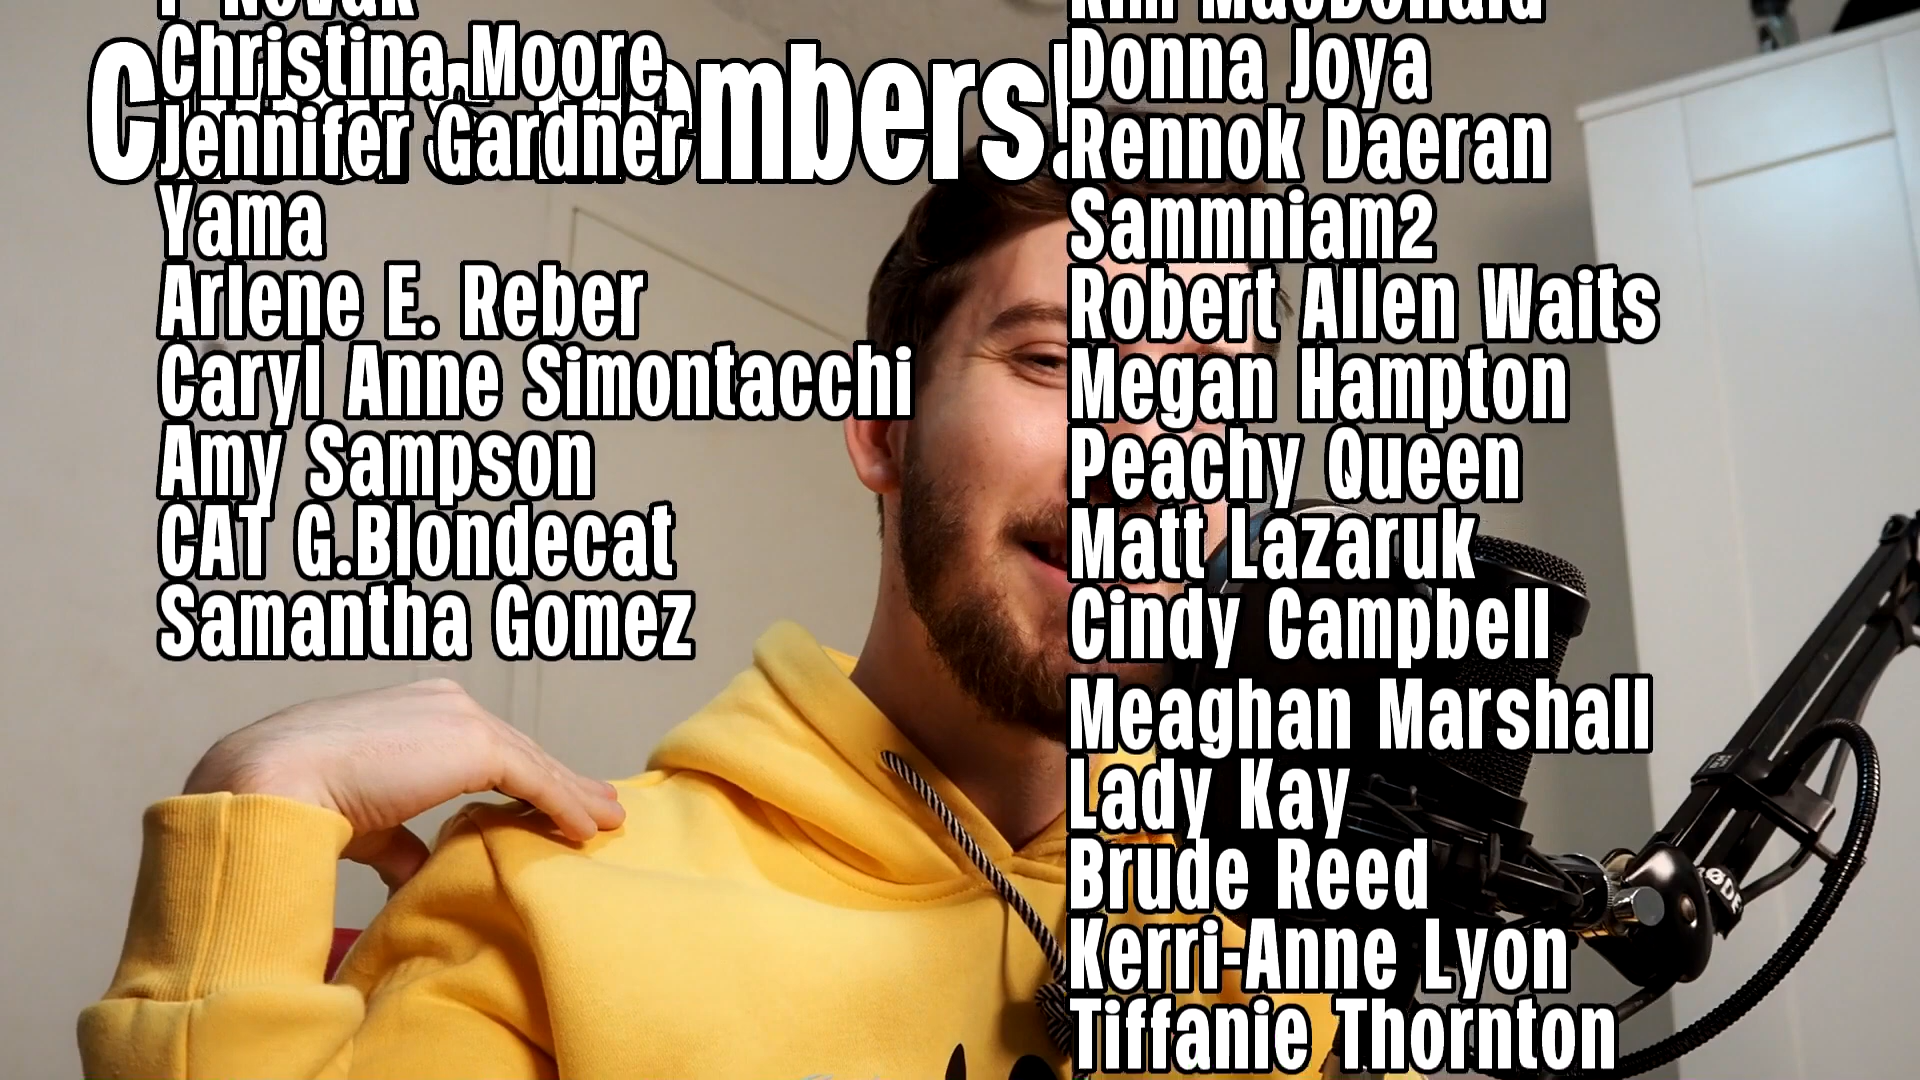 Christina Moore
Jennifer Gardner
Yama
Arlene E. Reber
Caryl Anne Simontacchi
Amy Sampson
CAT G.Blondecat
Samantha Gomez
Kim MacDonald
Donna Joya
Rennok Daeran
Sammniam2
Robert Allen Waits
Megan Hampton
Peachy Queen
Matt Lazaruk
Cindy Campbell
Meaghan Marshall
Lady Kay
Brude Reed
Kerri-Anne Lyon
Tiffanie Thornton